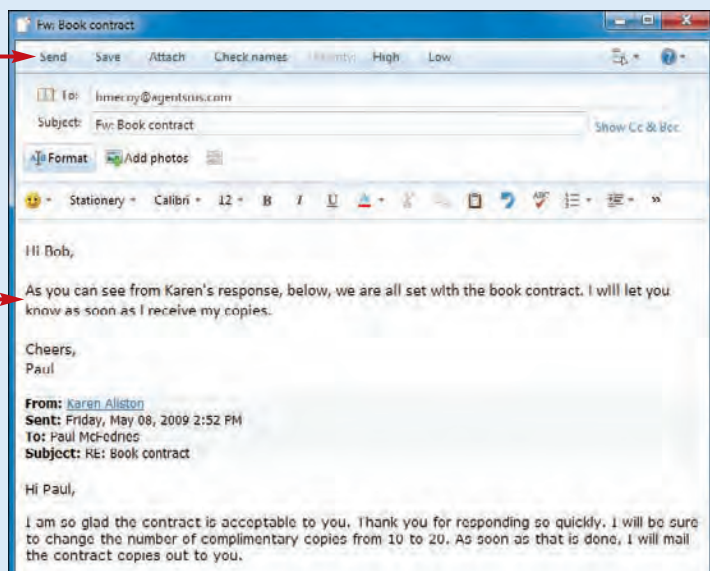 Fw: Book contract
Send Save Attach Check names High Low
To:
Subject: Fw: Book contract Show Cc & Bcc
Format Add photos
Stationery Calibri 12 B I U A ABC »
Hi Bob,
As you can see from Karen's response, below, we are all set with the book contract. I will let you
know as soon as I receive my copies.
Cheers,
Paul
From: Karen Aliston
Sent: Friday, May 08, 2009 2:52 PM
To: Paul McFedries
Subject: RE: Book contract
Hi Paul,
I am so glad the contract is acceptable to you. Thank you for responding so quickly. I will be sure
to change the number of complimentary copies from 10 to 20. As soon as that is done, I will mail
the contract copies out to you.